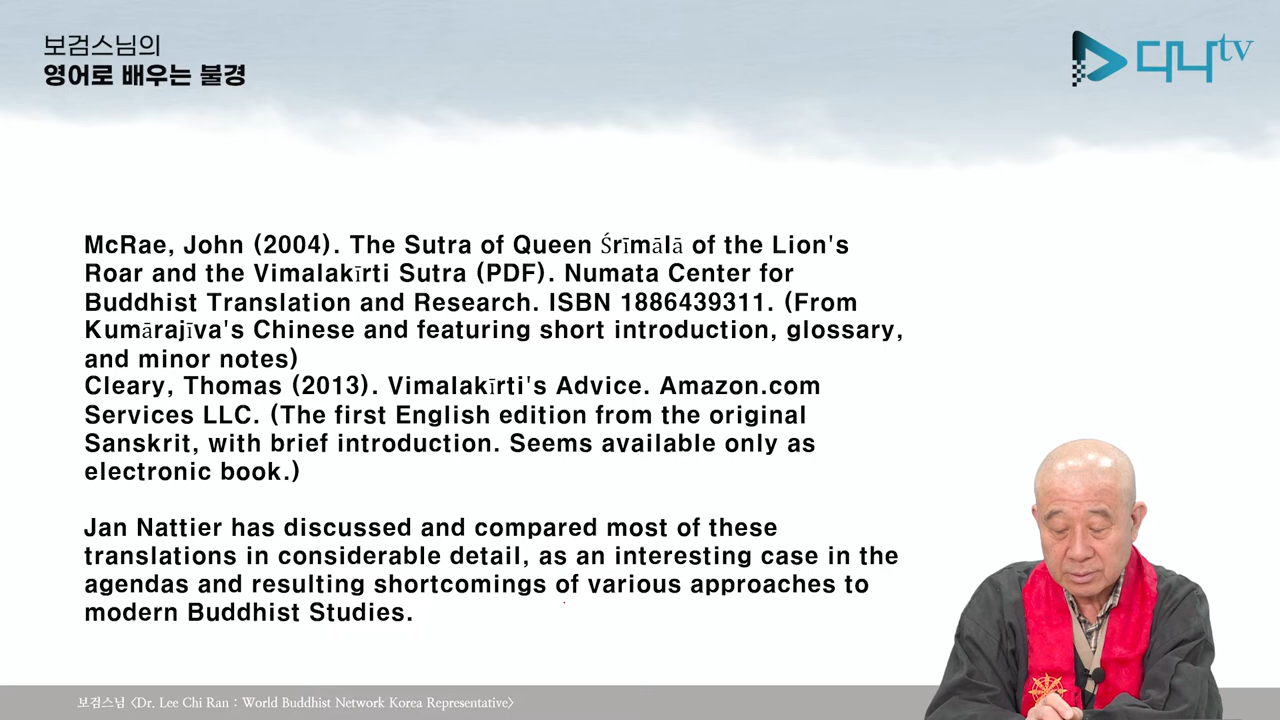 보검스님의
영어로 배우는 불경
다나tv
McRae, John (2004). The Sutra of Queen Śrīmālā of the Lion's
Roar and the Vimalakīrti Sutra (PDF). Numata Center for
Buddhist Translation and Research. ISBN 1886439311. (From
Kumārajīva's Chinese and featuring short introduction, glossary,
and minor notes)
Cleary, Thomas (2013). Vimalakīrti's Advice. Amazon.com
Services LLC. (The first English edition from the original
Sanskrit, with brief introduction. Seems available only as
electronic book.)
Jan Nattier has discussed and compared most of these
translations in considerable detail, as an interesting case in the
agendas and resulting shortcomings of various approaches to
modern Buddhist Studies.
보검스님 <Dr. Lee Chi Ran : World Buddhist Network Korea Representative>